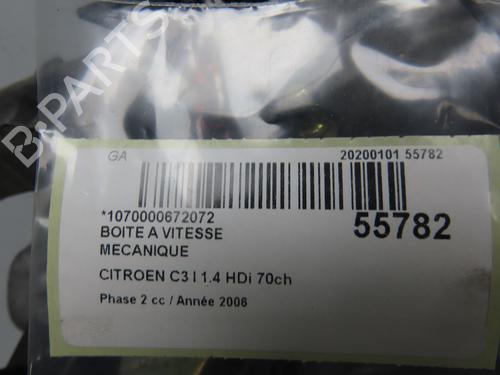 B-PARTS
GA 20200101 55782
*1070000672072
55782
BOITE A VITESSE
MECANIQUE
CITROEN C3 I 1.4 HDi 70ch
Phase 2 cc / Année 2006